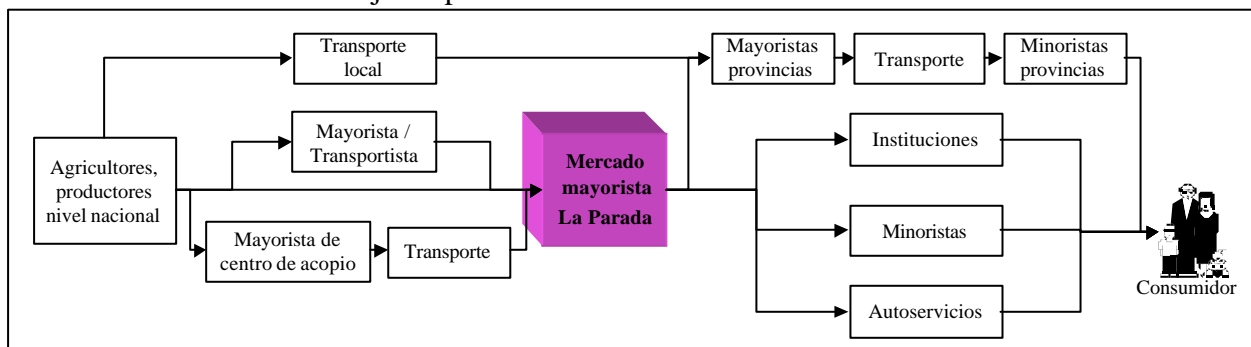 Transporte
local
Mayoristas
provincias
Transporte
Minoristas
provincias
Agricultores,
productores
nivel nacional
Mayorista /
Transportista
Mercado
mayorista
La Parada
Instituciones
Mayorista de
centro de acopio
Transporte
Minoristas
Autoservicios
Consumidor